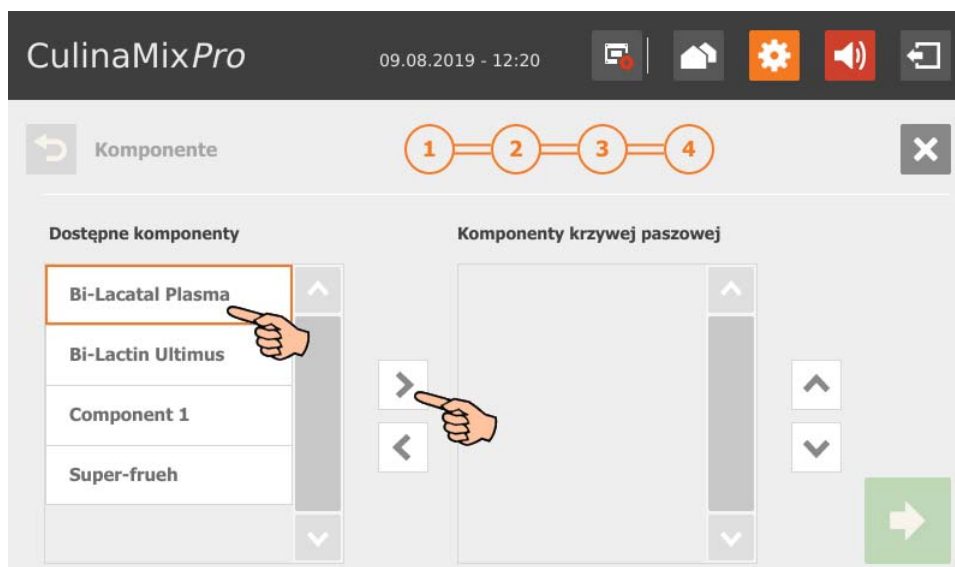 CulinaMixPro
09.08.2019 - 12:20
Komponente
1 2 3 4
Dostępne komponenty
Komponenty krzywej paszowej
Bi-Lacatal Plasma
Bi-Lactin Ultimus
Component 1
Super-frueh